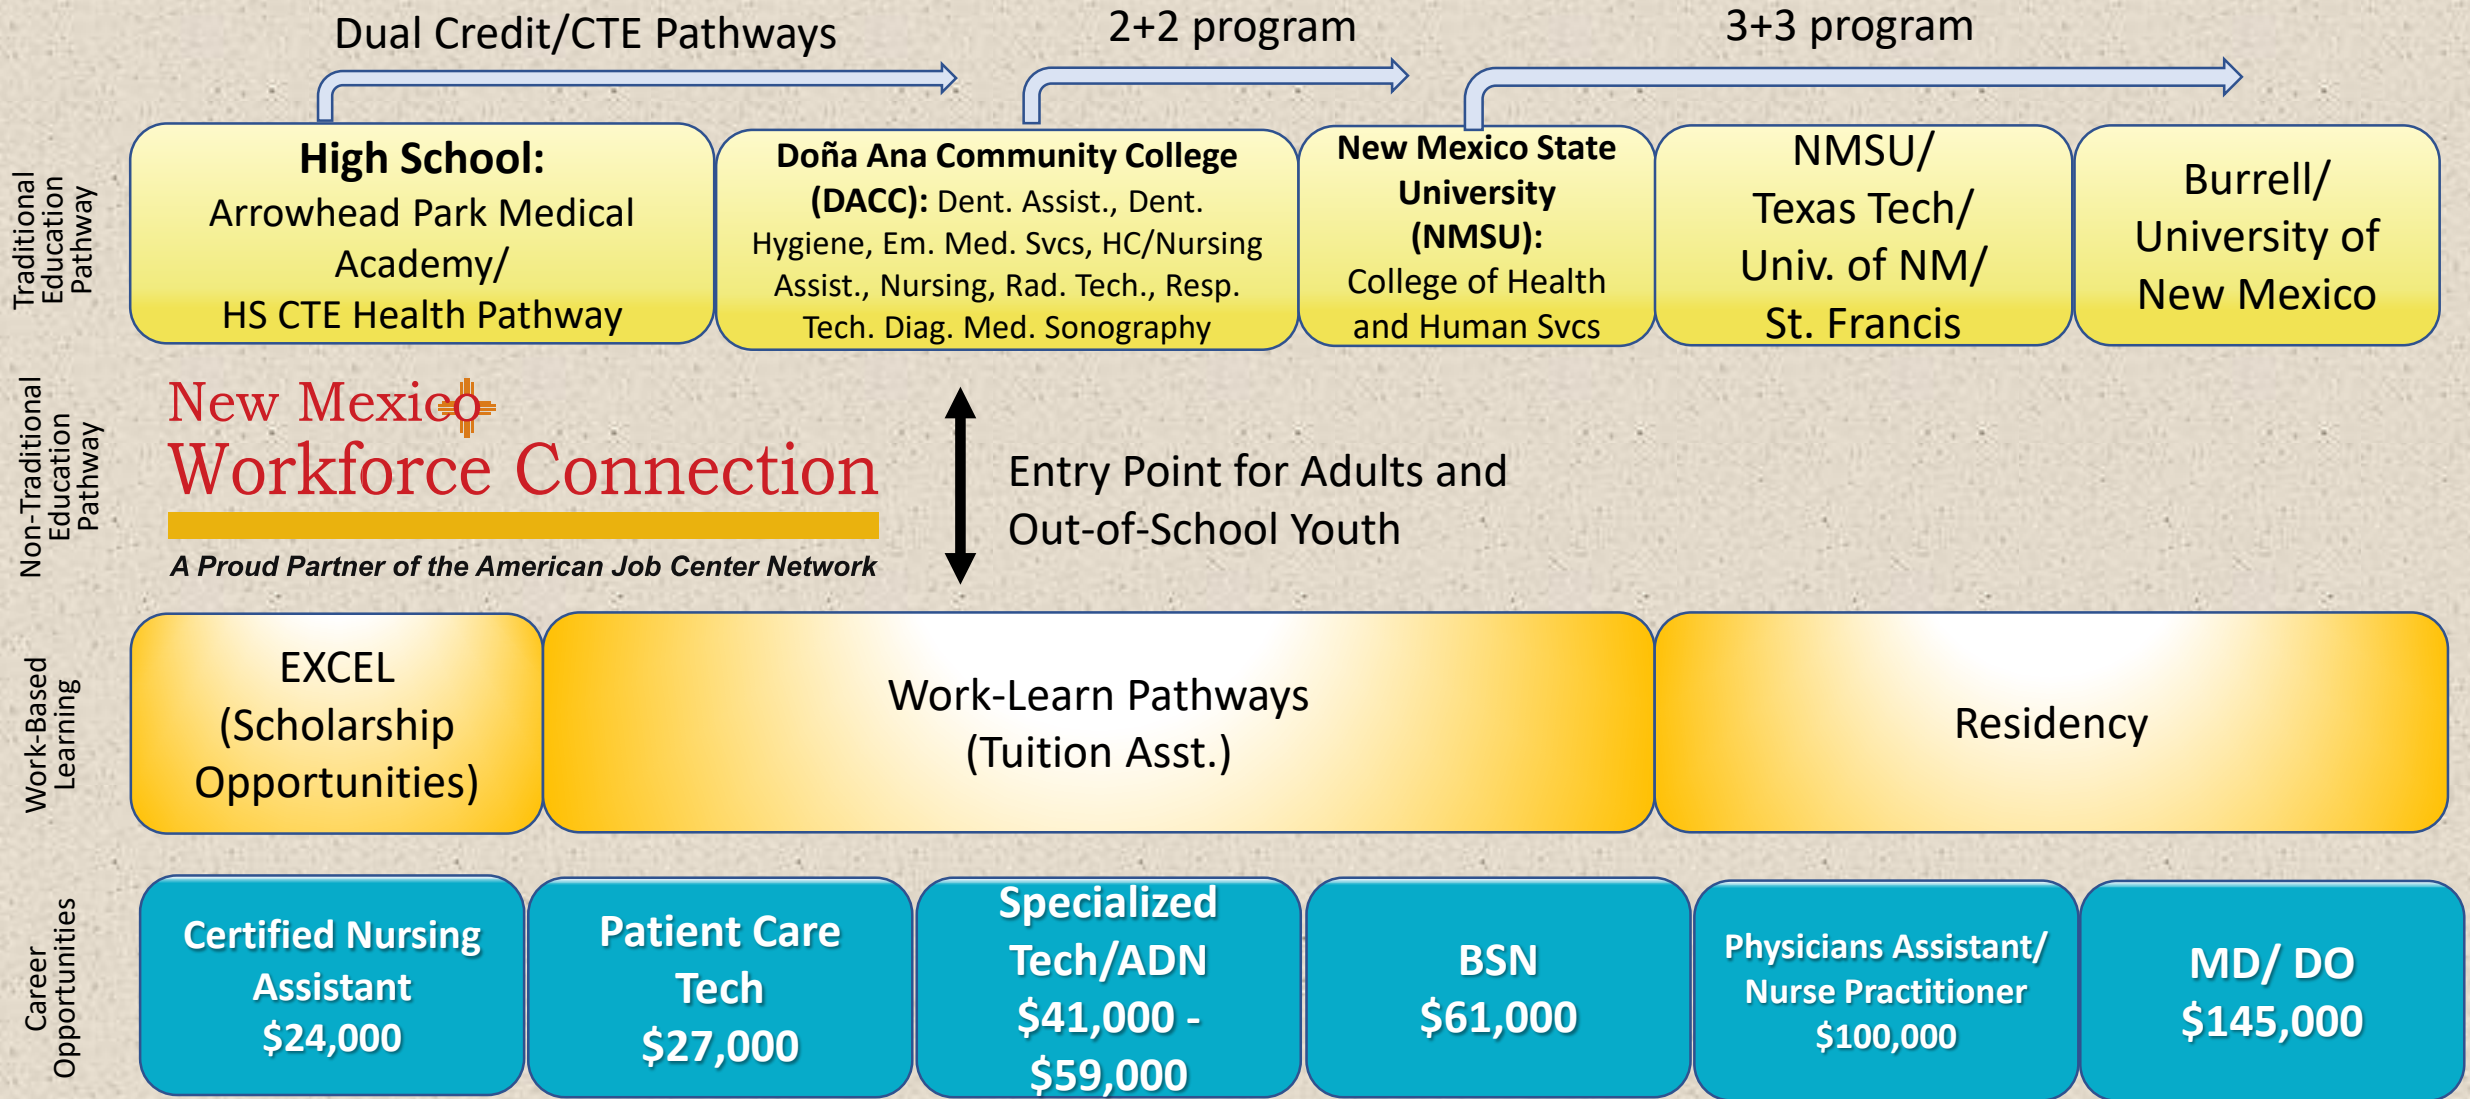 Dual Credit/CTE Pathways
2+2 program
3+3 program
Traditional
Education
Pathway
High School:
Arrowhead Park Medical
Academy/
HS CTE Health Pathway
Doña Ana Community College
(DACC): Dent. Assist., Dent.
Hygiene, Em. Med. Svcs, HC/Nursing
Assist., Nursing, Rad. Tech., Resp.
Tech. Diag. Med. Sonography
New Mexico State
University
(NMSU):
College of Health
and Human Svcs
NMSU/
Texas Tech/
Univ. of NM/
St. Francis
Burrell/
University of
New Mexico
Non-Traditional
Education
Pathway
New Mexico
Workforce Connection
A Proud Partner of the American Job Center Network
Entry Point for Adults and
Out-of-School Youth
Work-Based
Learning
EXCEL
(Scholarship
Opportunities)
Work-Learn Pathways
(Tuition Asst.)
Residency
Career
Opportunities
Certified Nursing
Assistant
$24,000
Patient Care
Tech
$27,000
Specialized
Tech/ADN
$41,000 -
$59,000
BSN
$61,000
Physicians Assistant/
Nurse Practitioner
$100,000
MD/ DO
$145,000